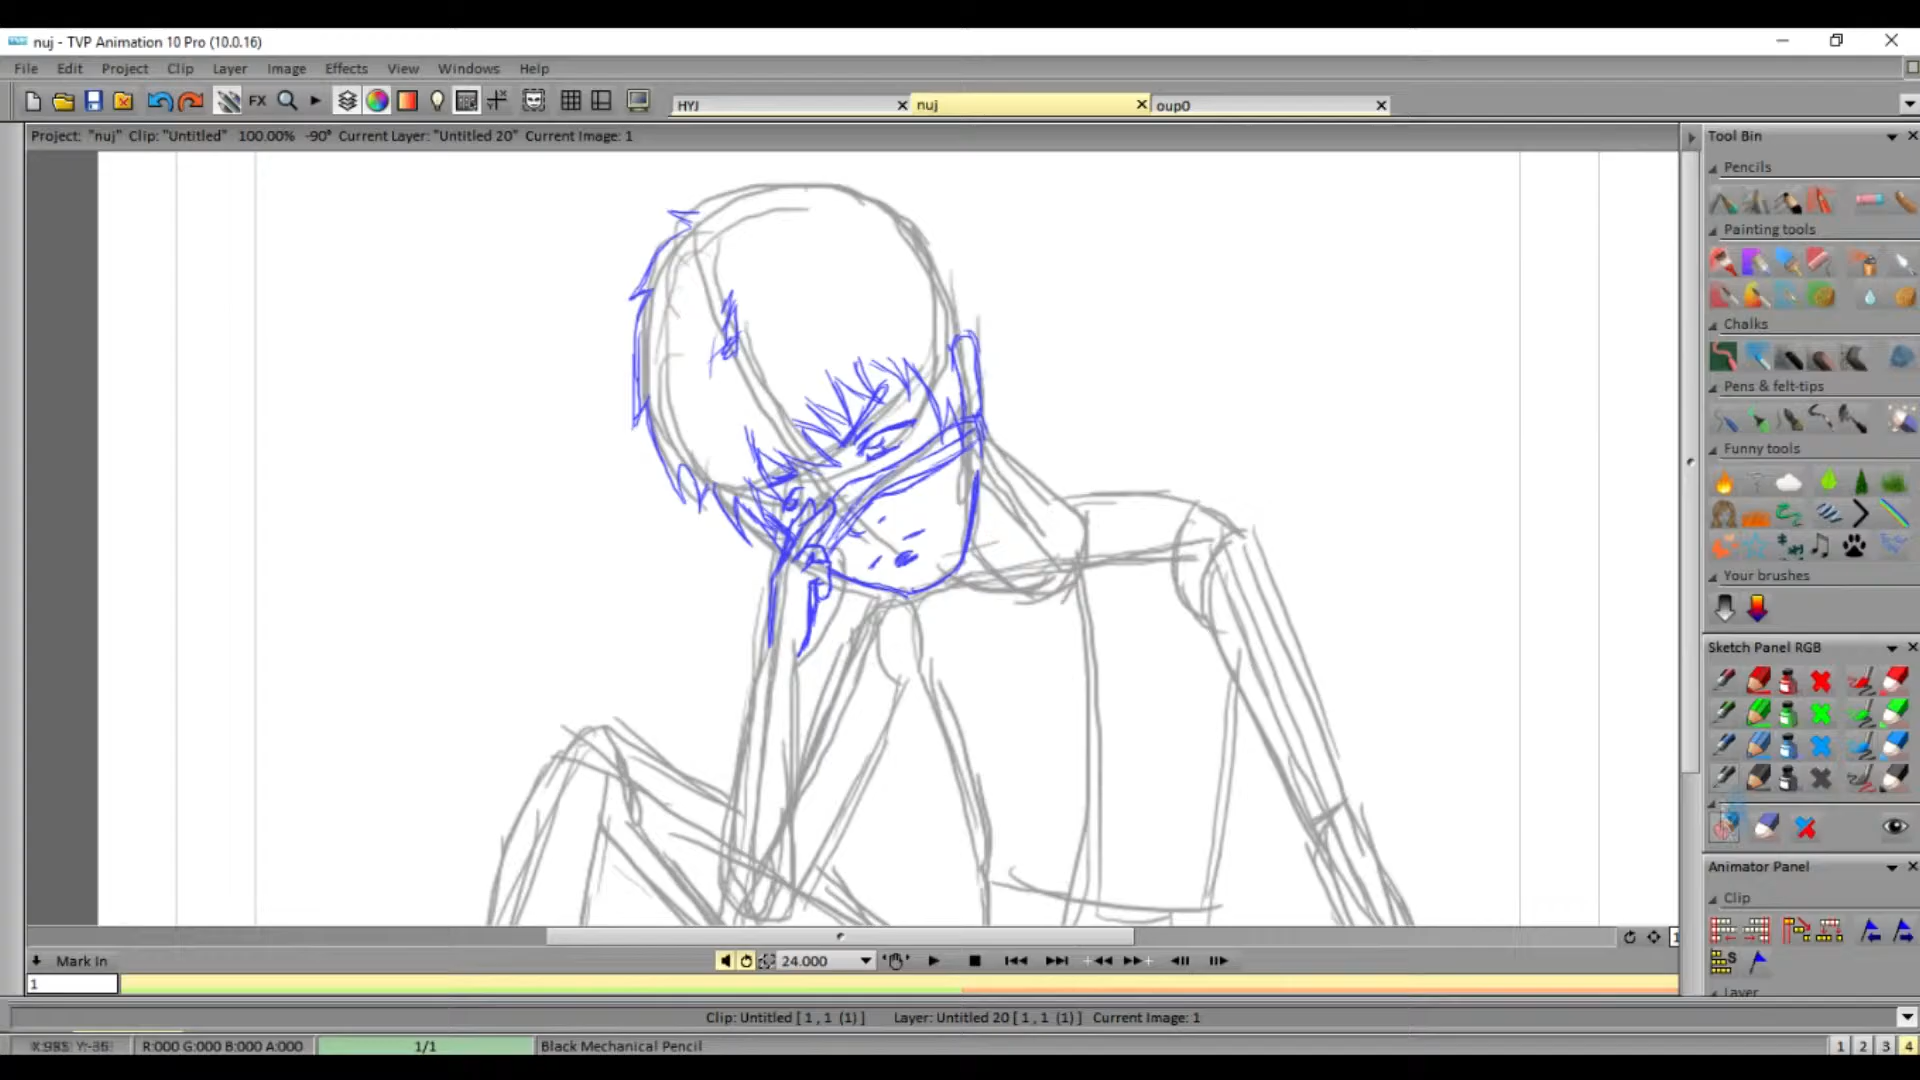 nuj - TVP Animation 10 Pro (10.0.16)
File Edit Project Clip Layer Image Effects View Windows Help
FX HYJ nuj oup0
Project: "nuj" Clip: "Untitled" 100.00% -90° Current Layer: "Untitled 20" Current Image: 1
Tool Bin
Pencils
Painting tools
Chalks
Pens & felt-tips
Funny tools
Your brushes
Sketch Panel RGB
Animator Panel
Clip
Layer
Mark In
24.000
1
Clip: Untitled [ 1 , 1 (1) ] Layer: Untitled 20 [ 1 , 1 (1) ] Current Image: 1
X:985 Y:-35 R:000 G:000 B:000 A:000 1/1 Black Mechanical Pencil 1 2 3 4